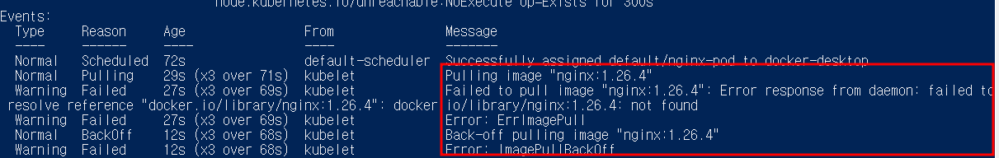 node.kubernetes.io/unreachable:NoExecute op=Exists for 300s
Events:
Type Reason Age From Message
---- ------ ---- ---- -------
Normal Scheduled 72s default-scheduler Successfully assigned default/nginx-pod to docker-desktop
Normal Pulling 29s (x3 over 71s) kubelet Pulling image "nginx:1.26.4"
Warning Failed 27s (x3 over 69s) kubelet Failed to pull image "nginx:1.26.4": Error response from daemon: failed to
resolve reference "docker.io/library/nginx:1.26.4": docker.io/library/nginx:1.26.4: not found
Warning Failed 27s (x3 over 69s) kubelet Error: ErrImagePull
Normal BackOff 12s (x3 over 68s) kubelet Back-off pulling image "nginx:1.26.4"
Warning Failed 12s (x3 over 68s) kubelet Error: ImagePullBackOff